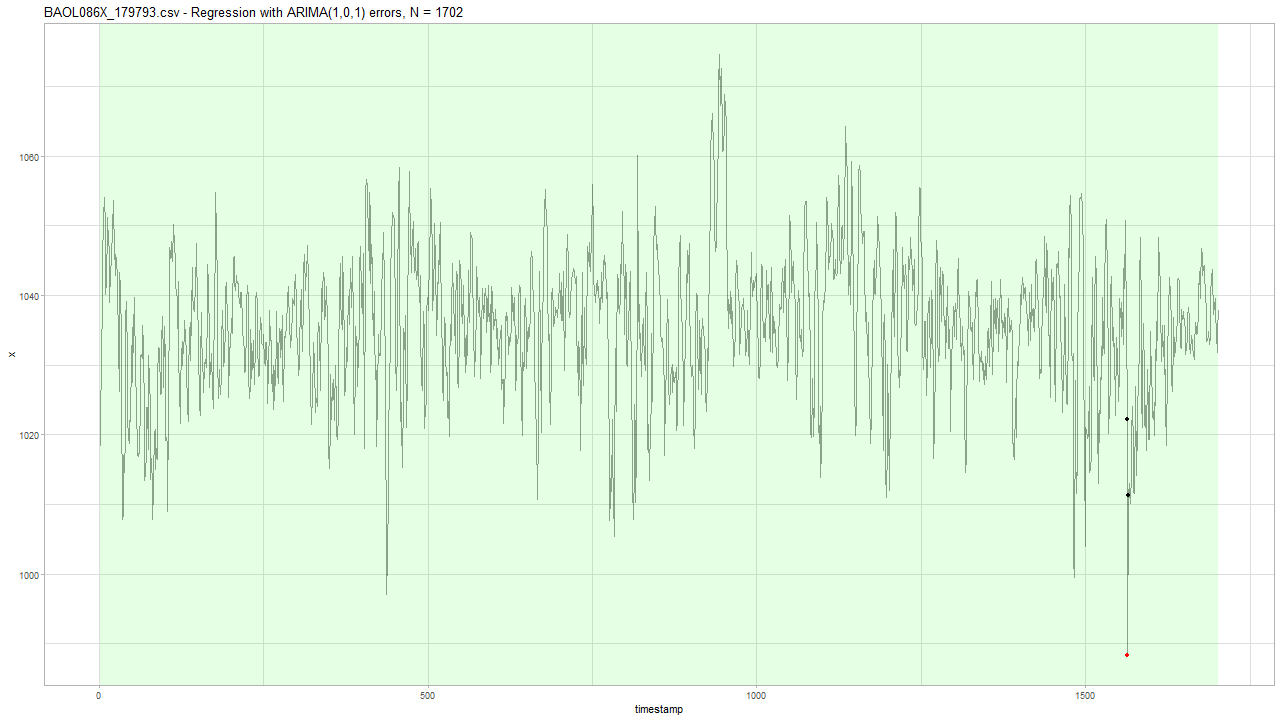 BAOL086X_179793.csv - Regression with ARIMA(1,0,1) errors, N = 1702
1060
1040
x
1020
1000
0 500 1000 1500
timestamp